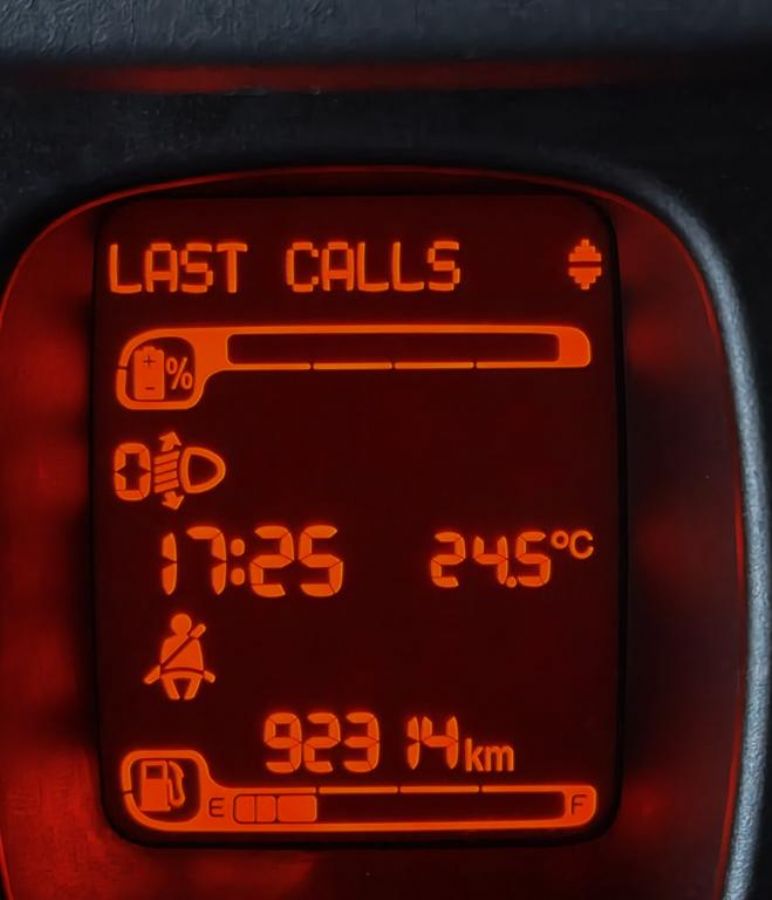 LAST CALLS
%
0
17:25 24.5°C
92314km
E F